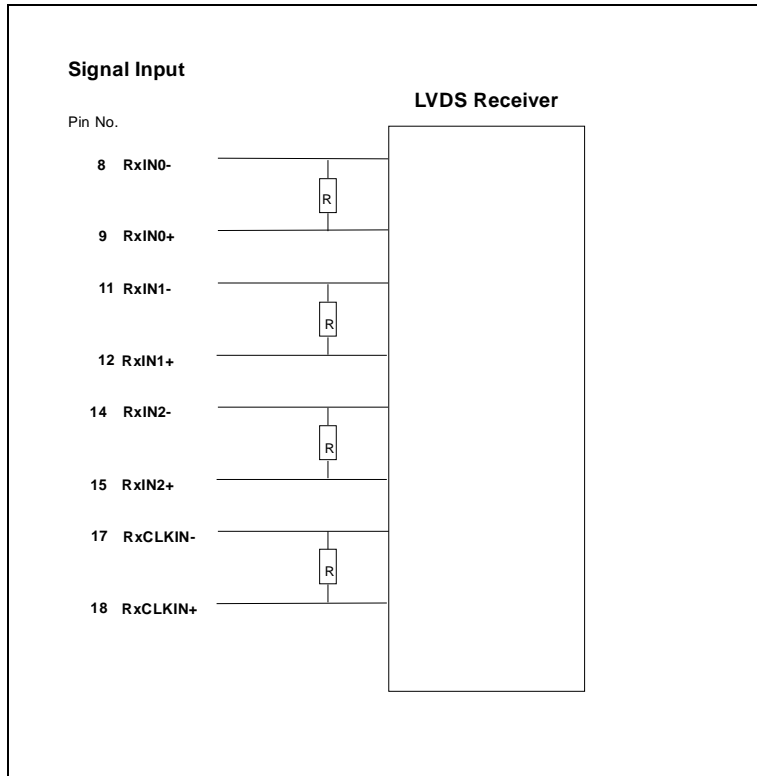 Signal Input
LVDS Receiver
Pin No.
8 RxIN0-
R
9 RxIN0+
11 RxIN1-
R
12 RxIN1+
14 RxIN2-
R
15 RxIN2+
17 RxCLKIN-
R
18 RxCLKIN+